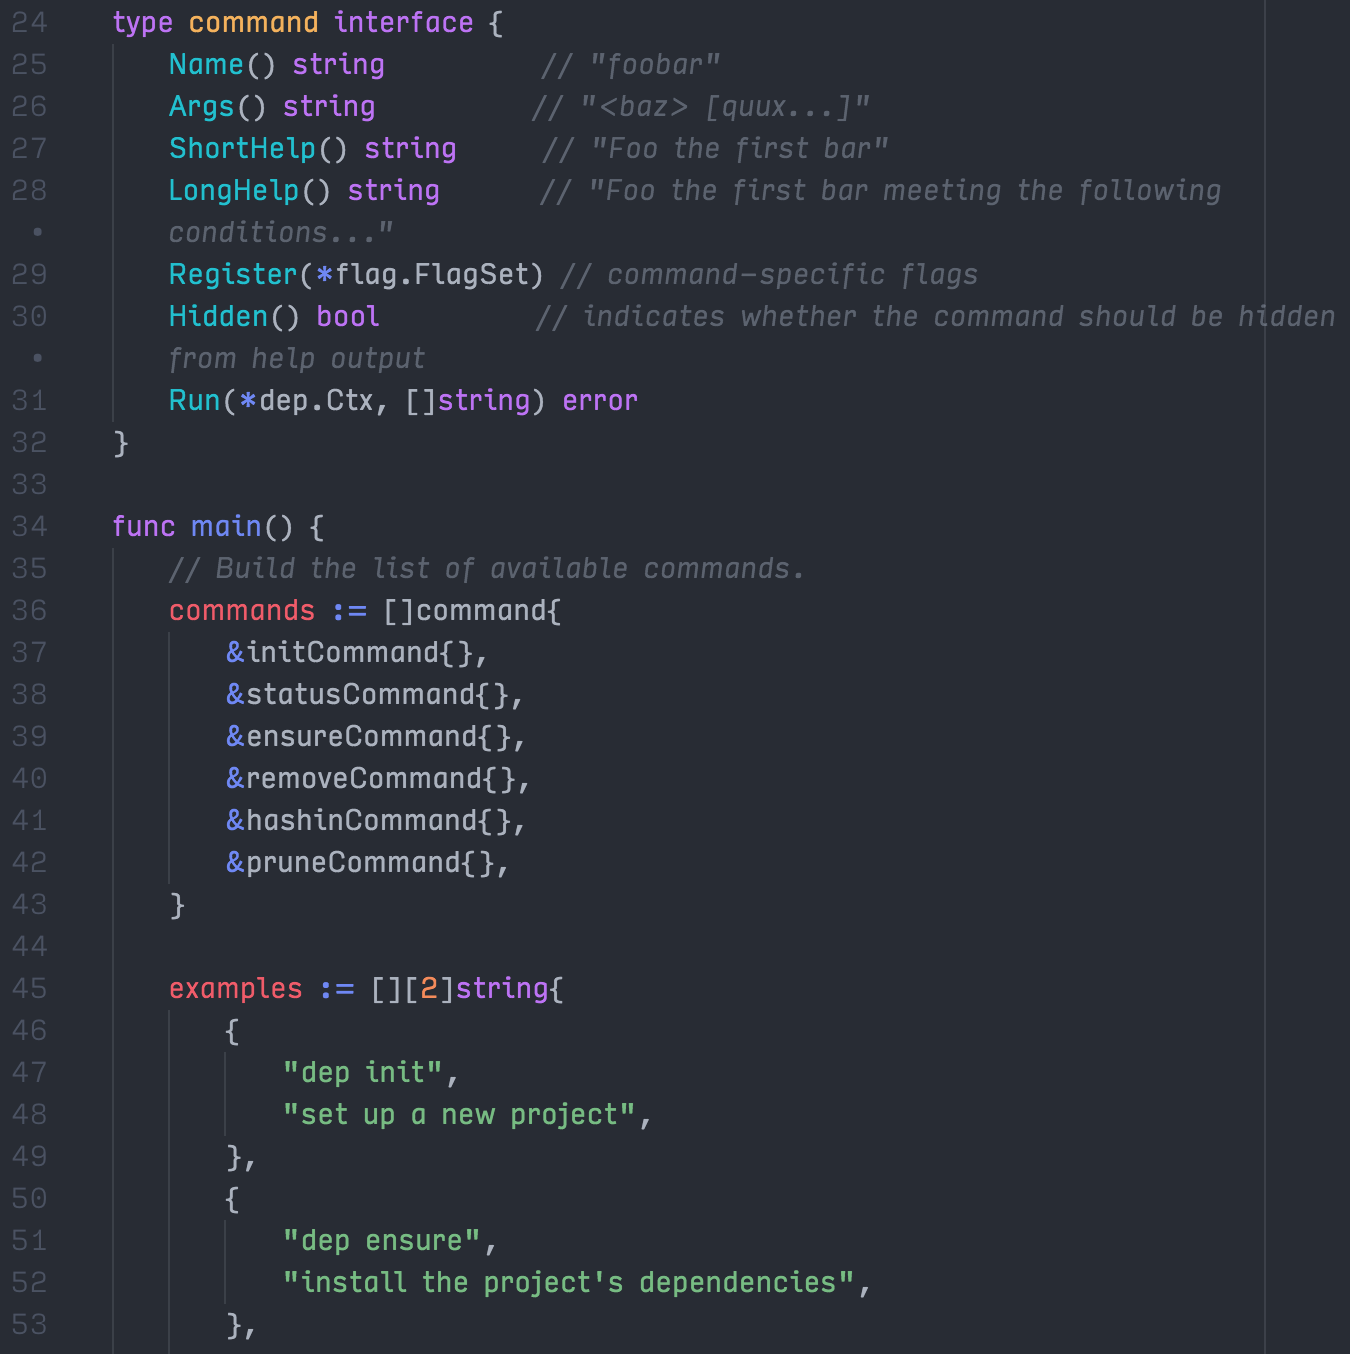 24 type command interface {
25 Name() string // "foobar"
26 Args() string // "<baz> [quux...]"
27 ShortHelp() string // "Foo the first bar"
28 LongHelp() string // "Foo the first bar meeting the following
• conditions..."
29 Register(*flag.FlagSet) // command-specific flags
30 Hidden() bool // indicates whether the command should be hidden
• from help output
31 Run(*dep.Ctx, []string) error
32 }
33
34 func main() {
35 // Build the list of available commands.
36 commands := []command{
37 &initCommand{},
38 &statusCommand{},
39 &ensureCommand{},
40 &removeCommand{},
41 &hashinCommand{},
42 &pruneCommand{},
43 }
44
45 examples := [][2]string{
46 {
47 "dep init",
48 "set up a new project",
49 },
50 {
51 "dep ensure",
52 "install the project's dependencies",
53 },